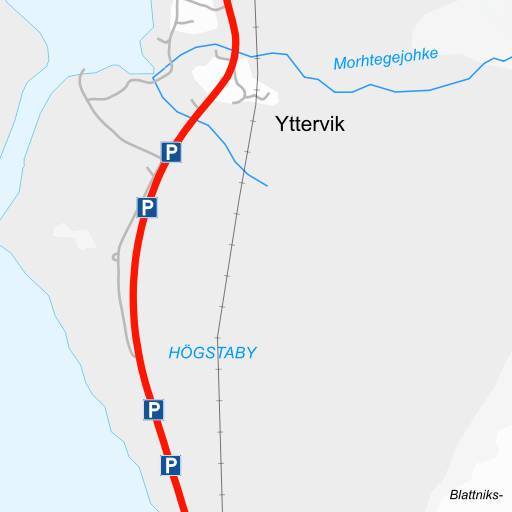 Morhtegejohke
Yttervik
P
P
HÖGSTABY
P
P
Blattniks-